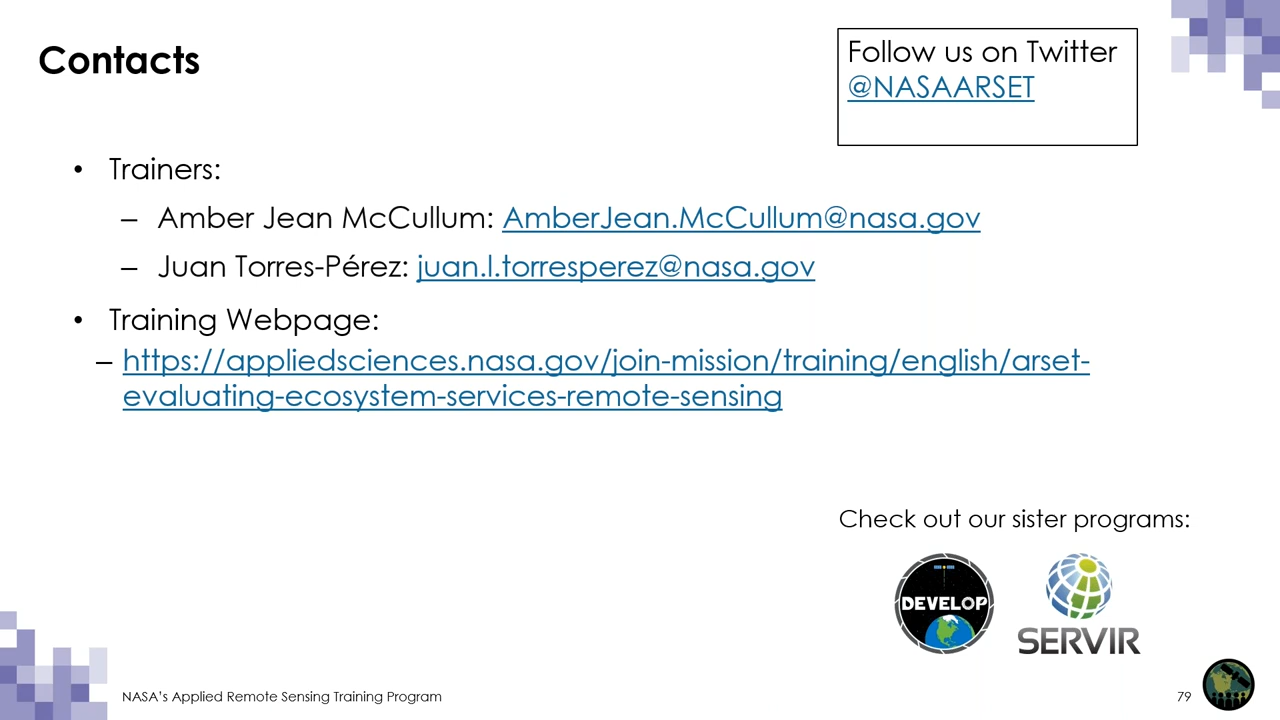 Contacts
Follow us on Twitter
@NASAARSET
• Trainers:
– Amber Jean McCullum: AmberJean.McCullum@nasa.gov
– Juan Torres-Pérez: juan.l.torresperez@nasa.gov
• Training Webpage:
– https://appliedsciences.nasa.gov/join-mission/training/english/arset-
evaluating-ecosystem-services-remote-sensing
Check out our sister programs:
DEVELOP
SERVIR
NASA's Applied Remote Sensing Training Program
79